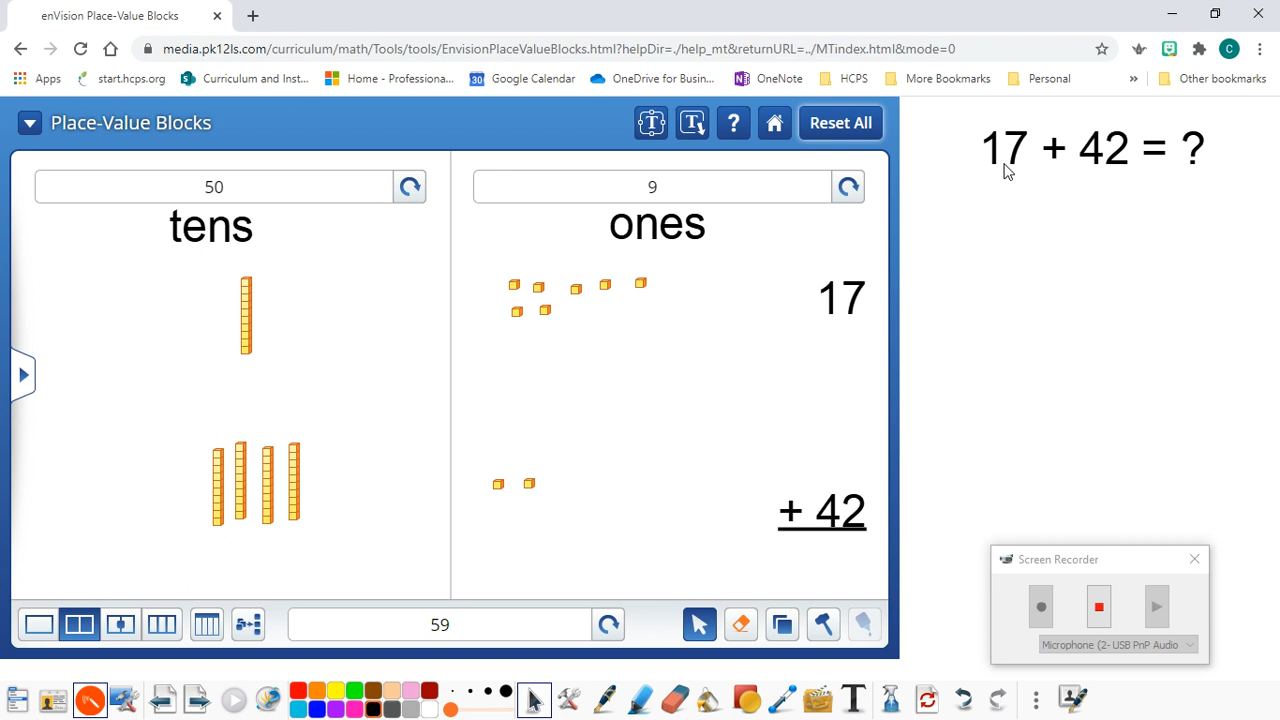 enVision Place-Value Blocks
media.pk12ls.com/curriculum/math/Tools/tools/EnvisionPlaceValueBlocks.html?helpDir=./help_mt&returnURL=../MTindex.html&mode=0
C
Apps start.hcps.org Curriculum and Inst... Home - Professiona... 30 Google Calendar OneDrive for Busin... OneNote HCPS More Bookmarks Personal » Other bookmarks
Place-Value Blocks
T T ? Reset All
17 + 42 = ?
50 9
tens ones
17
+ 42
59
Screen Recorder
Microphone (2- USB PnP Audio
T